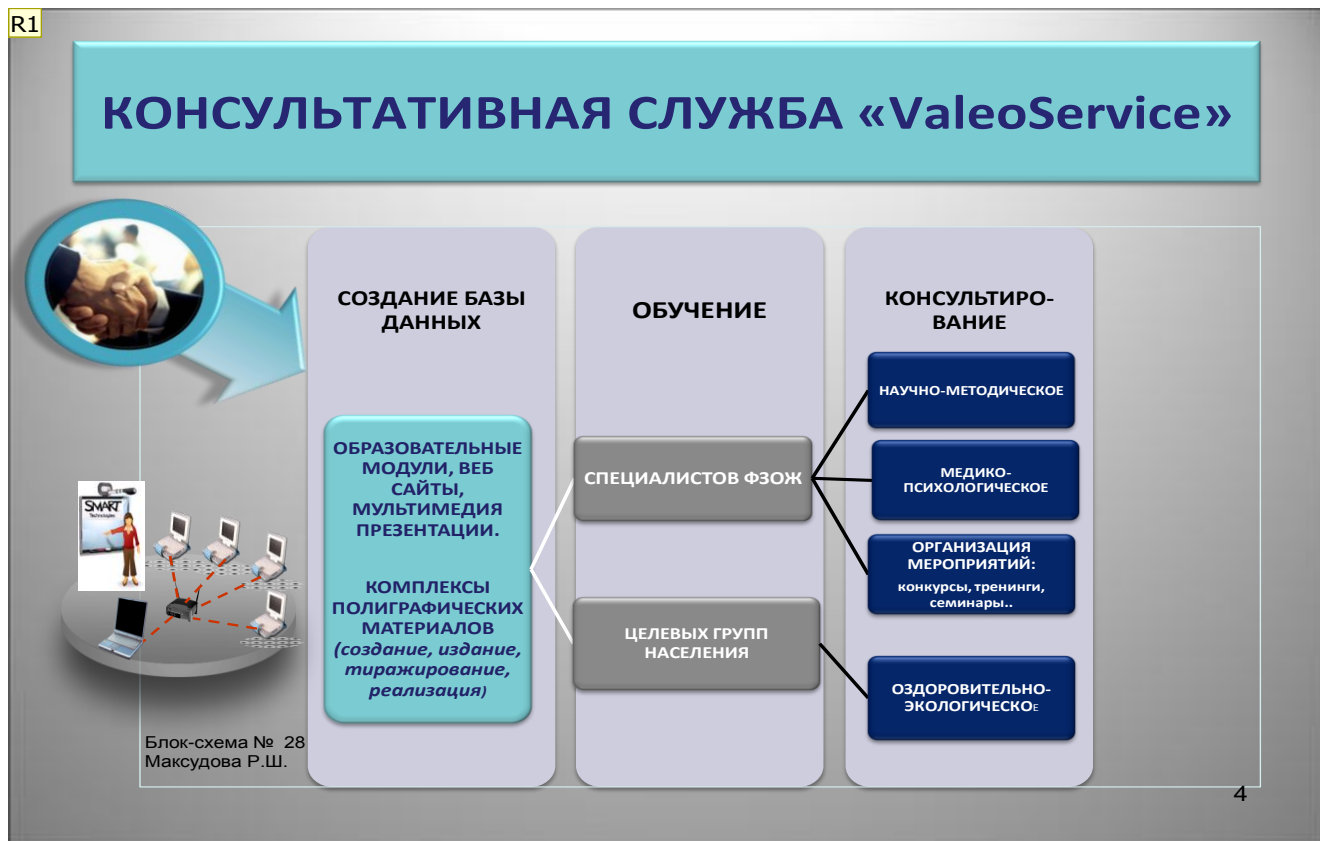 R1
КОНСУЛЬТАТИВНАЯ СЛУЖБА «ValeoService»
СОЗДАНИЕ БАЗЫ
ДАННЫХ
ОБРАЗОВАТЕЛЬНЫЕ
МОДУЛИ, ВЕБ
САЙТЫ,
МУЛЬТИМЕДИЯ
ПРЕЗЕНТАЦИИ.
КОМПЛЕКСЫ
ПОЛИГРАФИЧЕСКИХ
МАТЕРИАЛОВ
(создание, издание,
тиражирование,
реализация)
ОБУЧЕНИЕ
СПЕЦИАЛИСТОВ ФЗОЖ
ЦЕЛЕВЫХ ГРУПП
НАСЕЛЕНИЯ
КОНСУЛЬТИРО-
ВАНИЕ
НАУЧНО-МЕТОДИЧЕСКОЕ
МЕДИКО-
ПСИХОЛОГИЧЕСКОЕ
ОРГАНИЗАЦИЯ
МЕРОПРИЯТИЙ:
конкурсы, тренинги,
семинары..
ОЗДОРОВИТЕЛЬНО-
ЭКОЛОГИЧЕСКОЕ
SMART
Technologies
Блок-схема № 28
Максудова Р.Ш.
4